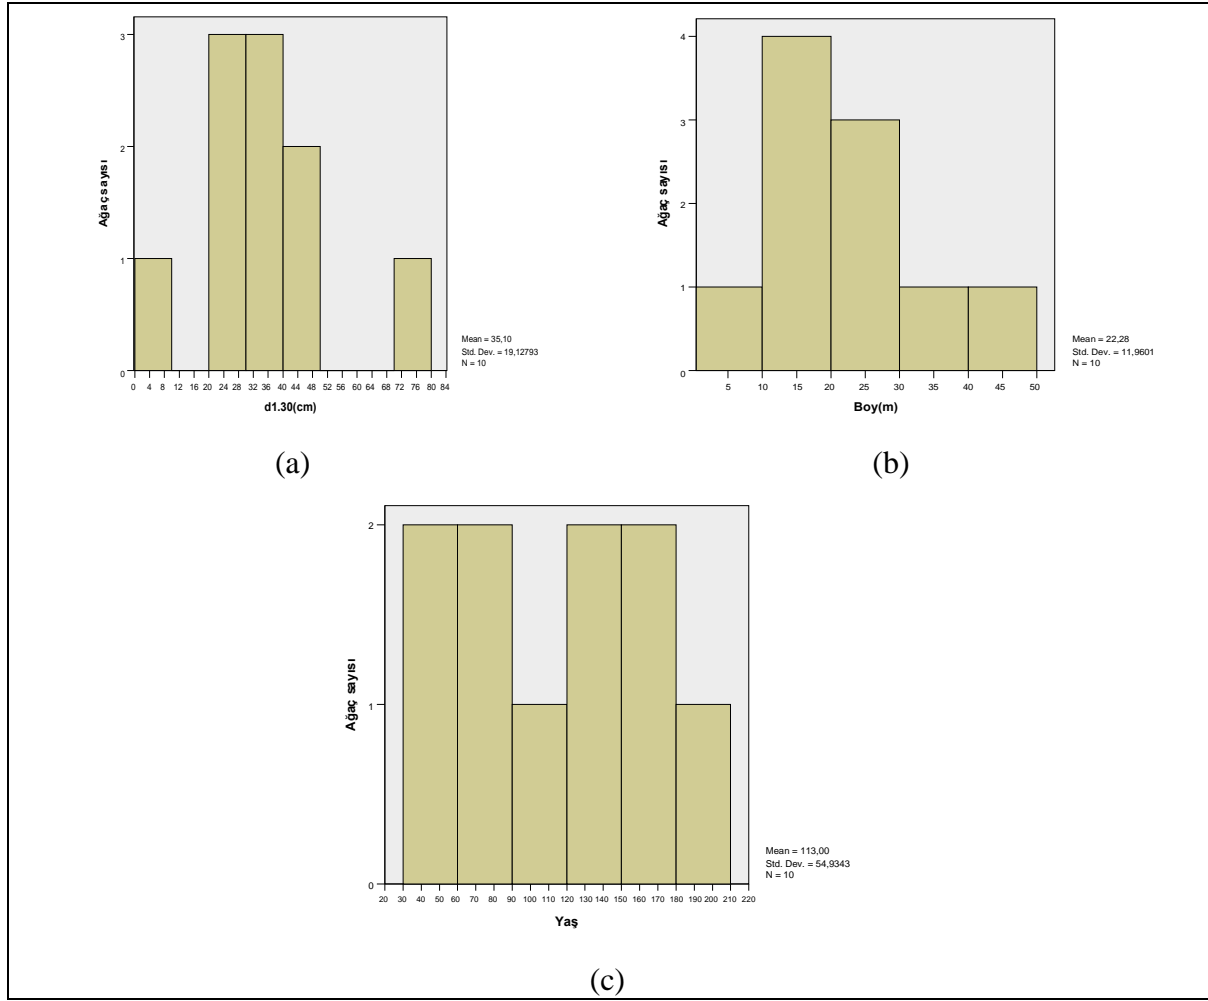 3
2
1
0
Ağaç sayısı
0 4 8 12 16 20 24 28 32 36 40 44 48 52 56 60 64 68 72 76 80 84
d1.30(cm)
Mean = 35,10
Std. Dev. = 19,12793
N = 10
(a)
4
3
2
1
0
Ağaç sayısı
5 10 15 20 25 30 35 40 45 50
Boy(m)
Mean = 22,28
Std. Dev. = 11,9601
N = 10
(b)
2
1
0
Ağaç sayısı
20 30 40 50 60 70 80 90 100 110 120 130 140 150 160 170 180 190 200 210 220
Yaş
Mean = 113,00
Std. Dev. = 54,9343
N = 10
(c)